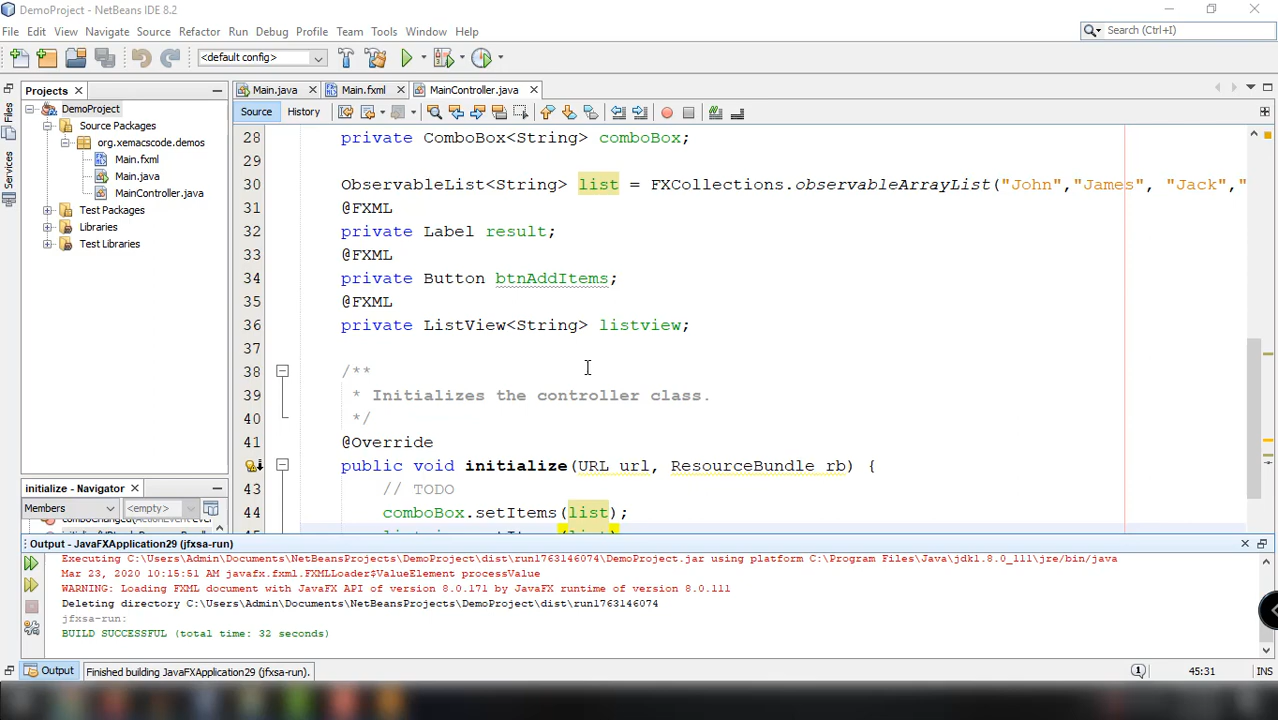 DemoProject - NetBeans IDE 8.2
File Edit View Navigate Source Refactor Run Debug Profile Team Tools Window Help
Search (Ctrl+I)
<default config>
Projects
Main.java
Main.fxml
MainController.java
Files
Services
DemoProject
Source Packages
org.xemacscode.demos
Main.fxml
Main.java
MainController.java
Test Packages
Libraries
Test Libraries
Source History
28 private ComboBox<String> comboBox;
29
30 ObservableList<String> list = FXCollections.observableArrayList("John","James", "Jack","
31 @FXML
32 private Label result;
33 @FXML
34 private Button btnAddItems;
35 @FXML
36 private ListView<String> listview;
37
38 /**
39 * Initializes the controller class.
40 */
41 @Override
public void initialize(URL url, ResourceBundle rb) {
43 // TODO
44 comboBox.setItems(list);
initialize - Navigator
Members
<empty>
Output - JavaFXApplication29 (jfxsa-run)
Executing C:\Users\Admin\Documents\NetBeansProjects\DemoProject\dist\run1763146074\DemoProject.jar using platform C:\Program Files\Java\jdk1.8.0_111\jre/bin/java
Mar 23, 2020 10:15:51 AM javafx.fxml.FXMLLoader$ValueElement processValue
WARNING: Loading FXML document with JavaFX API of version 8.0.171 by JavaFX runtime of version 8.0.111
Deleting directory C:\Users\Admin\Documents\NetBeansProjects\DemoProject\dist\run1763146074
jfxsa-run:
BUILD SUCCESSFUL (total time: 32 seconds)
Output
Finished building JavaFXApplication29 (jfxsa-run).
1
45:31
INS